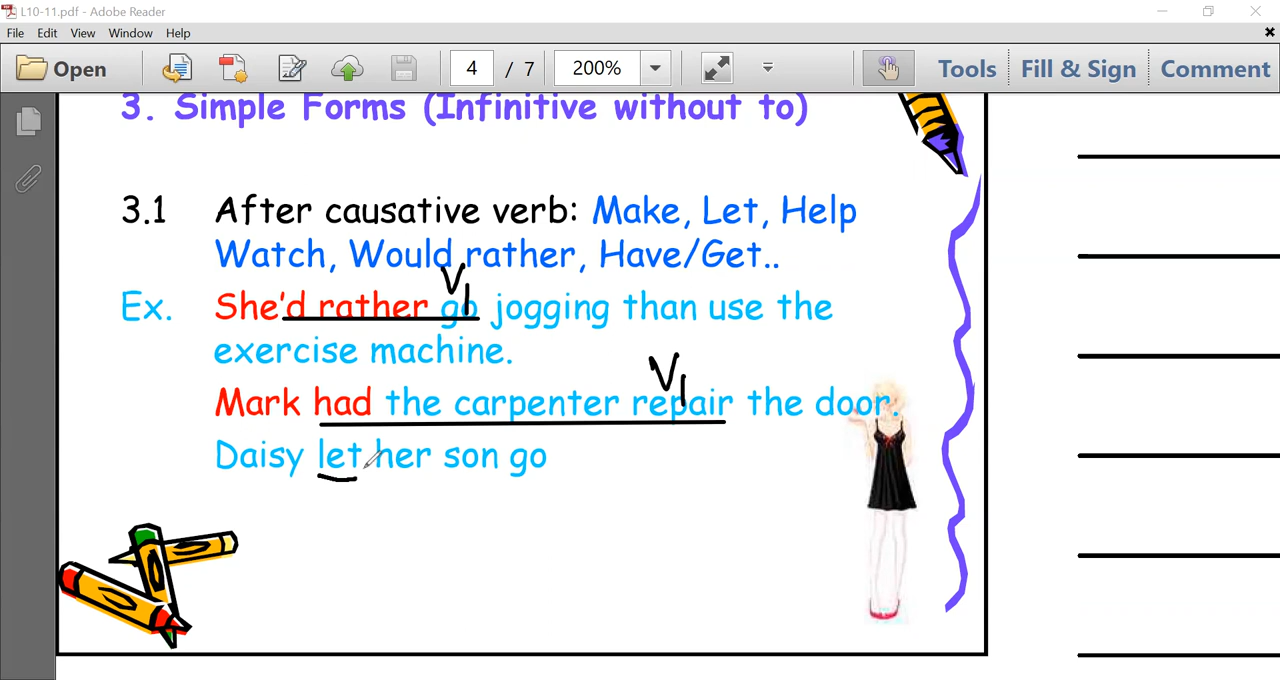 L10-11.pdf - Adobe Reader
File Edit View Window Help
Open 4 / 7 200% Tools Fill & Sign Comment
3. Simple Forms (Infinitive without to)
3.1 After causative verb: Make, Let, Help
Watch, Would rather, Have/Get..
V1
Ex. She'd rather go jogging than use the
exercise machine.
V1
Mark had the carpenter repair the door.
Daisy let her son go